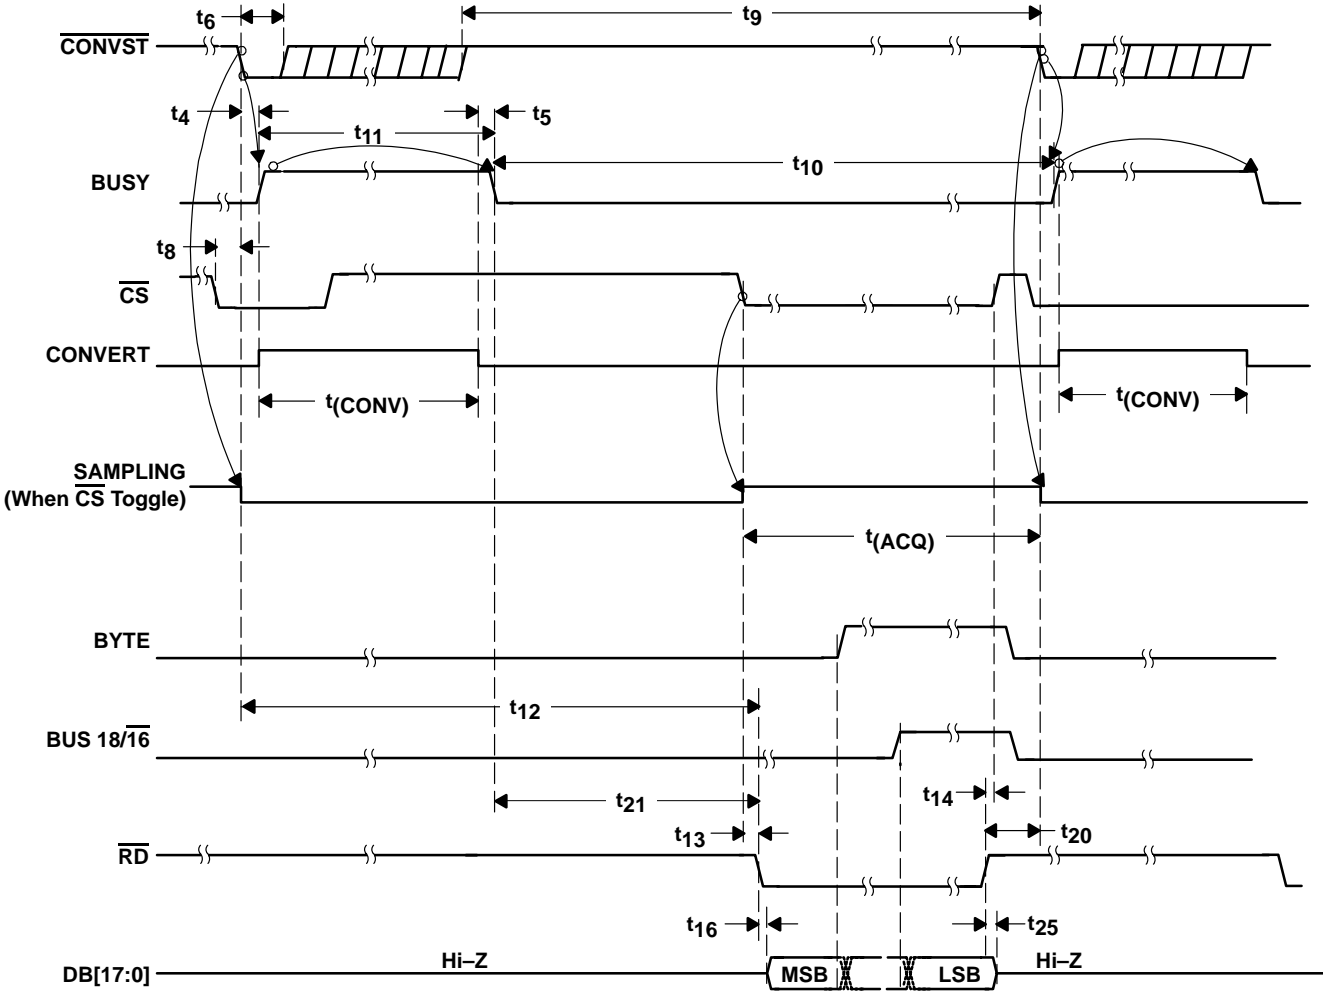 t6
t9
CONVST
t4
t5
t11
t10
BUSY
t8
CS
CONVERT
t(CONV)
t(CONV)
SAMPLING
(When CS Toggle)
t(ACQ)
BYTE
t12
BUS 18/16
t21
t14
t13
t20
RD
t16
t25
Hi–Z
Hi–Z
DB[17:0]
MSB
LSB